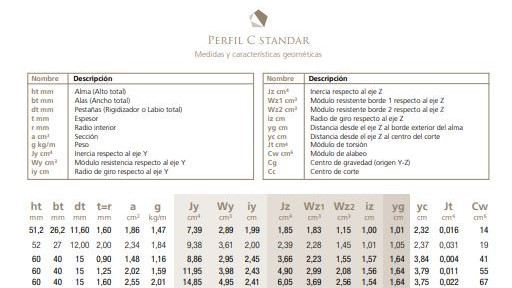 PERFIL C STANDAR
Medidas y características geométicas
Nombre Descripción
ht mm Alma (Alto total)
bt mm Alas (Ancho total)
dt mm Pestañas (Rigidizador o Labio total)
t mm Espesor
r mm Radio interior
a cm² Sección
g kg/m Peso
Jy cm⁴ Inercia respecto al eje Y
Wy cm³ Módulo resistencia respecto al eje Y
iy cm Radio de giro respecto al eje Y
Nombre Descripción
Jz cm⁴ Inercia respecto al eje Z
Wz1 cm³ Módulo resistente borde 1 respecto al eje Z
Wz2 cm³ Módulo resistente borde 2 respecto al eje Z
iz cm Radio de giro respecto al eje Z
yg cm Distancia desde el eje Z al borde exterior del alma
yc cm Distancia desde el eje Z al centro del corte
Jt cm⁴ Módulo de torsión
Cw cm⁶ Módulo de alabeo
Cg Centro de gravedad (origen Y-Z)
Cc Centro de corte
ht bt dt t=r a g Jy Wy iy Jz Wz1 Wz2 iz yg yc Jt Cw
mm mm mm mm cm² kg/m cm⁴ cm³ cm cm⁴ cm³ cm³ cm cm cm cm⁴ cm⁶
51,2 26,2 11,60 1,60 1,86 1,47 7,39 2,89 1,99 1,85 1,83 1,15 1,00 1,01 2,32 0,016 14
52 27 12,00 2,00 2,34 1,84 9,38 3,61 2,00 2,39 2,28 1,45 1,01 1,05 2,37 0,031 19
60 40 15 0,90 1,48 1,16 8,86 2,95 2,45 3,66 2,23 1,55 1,57 1,64 3,84 0,004 41
60 40 15 1,25 2,02 1,59 11,95 3,98 2,43 4,90 2,99 2,08 1,56 1,64 3,79 0,011 55
60 40 15 1,60 2,55 2,01 14,85 4,95 2,41 6,05 3,69 2,56 1,54 1,64 3,75 0,022 67